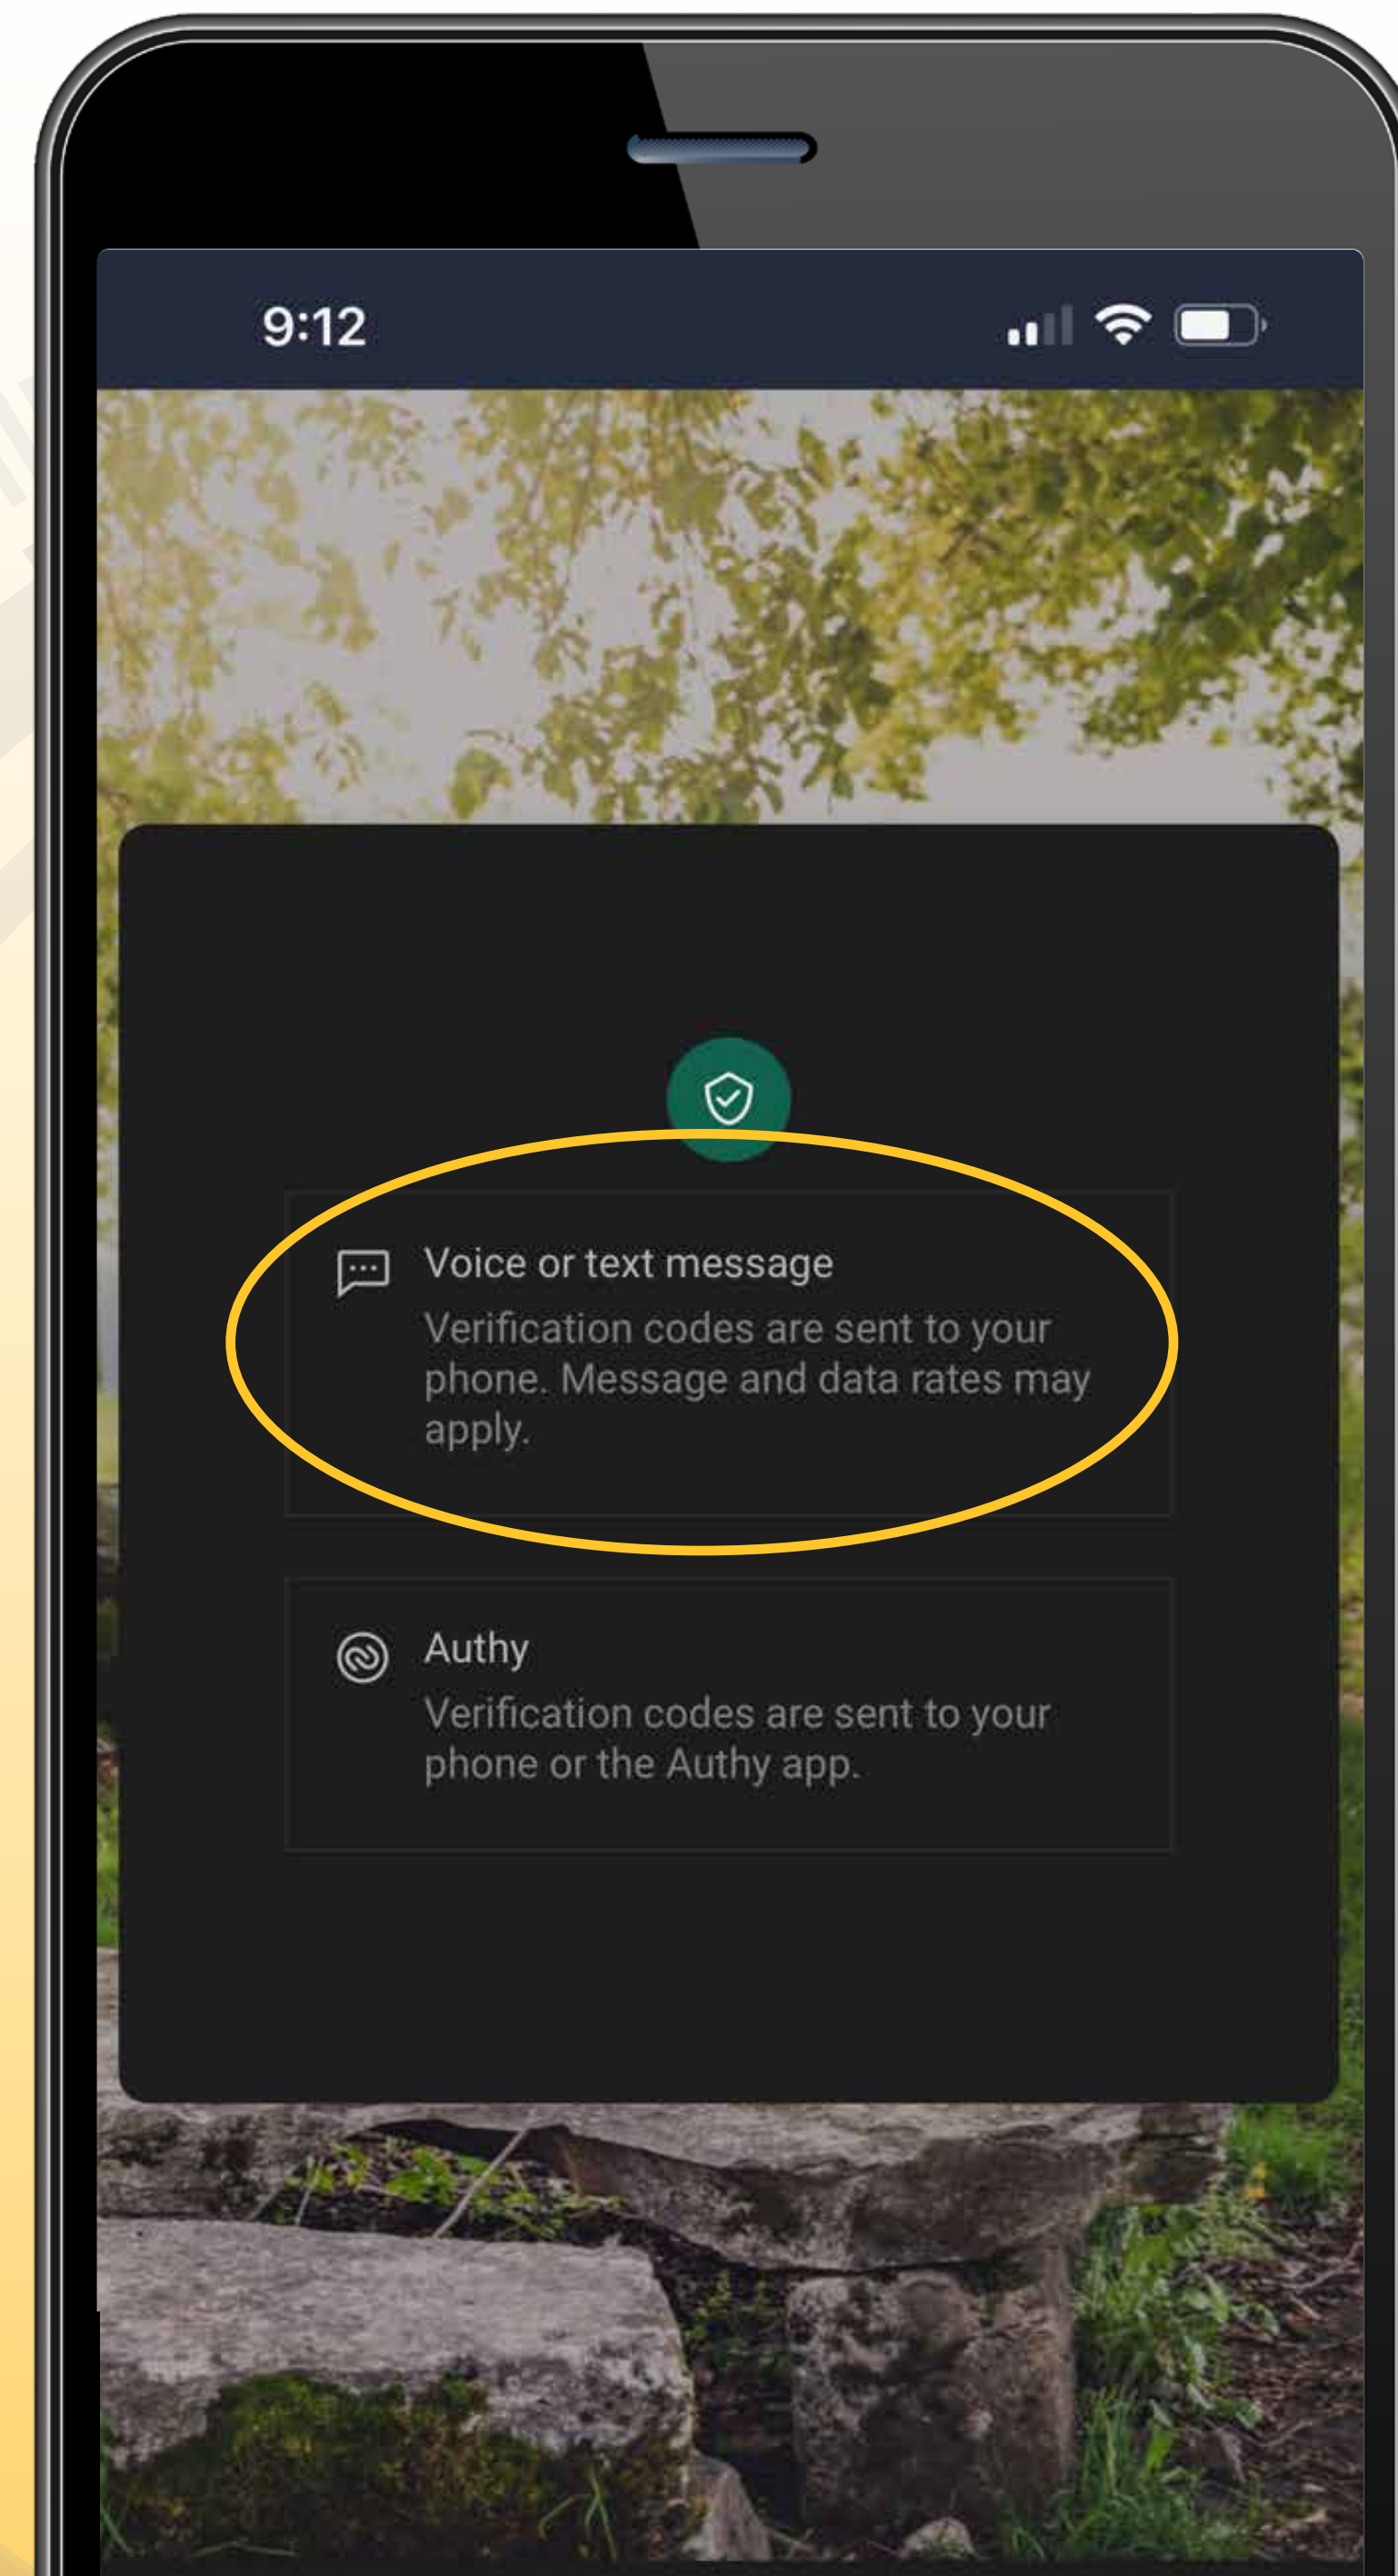 9:12
Voice or text message
Verification codes are sent to your
phone. Message and data rates may
apply.
Authy
Verification codes are sent to your
phone or the Authy app.